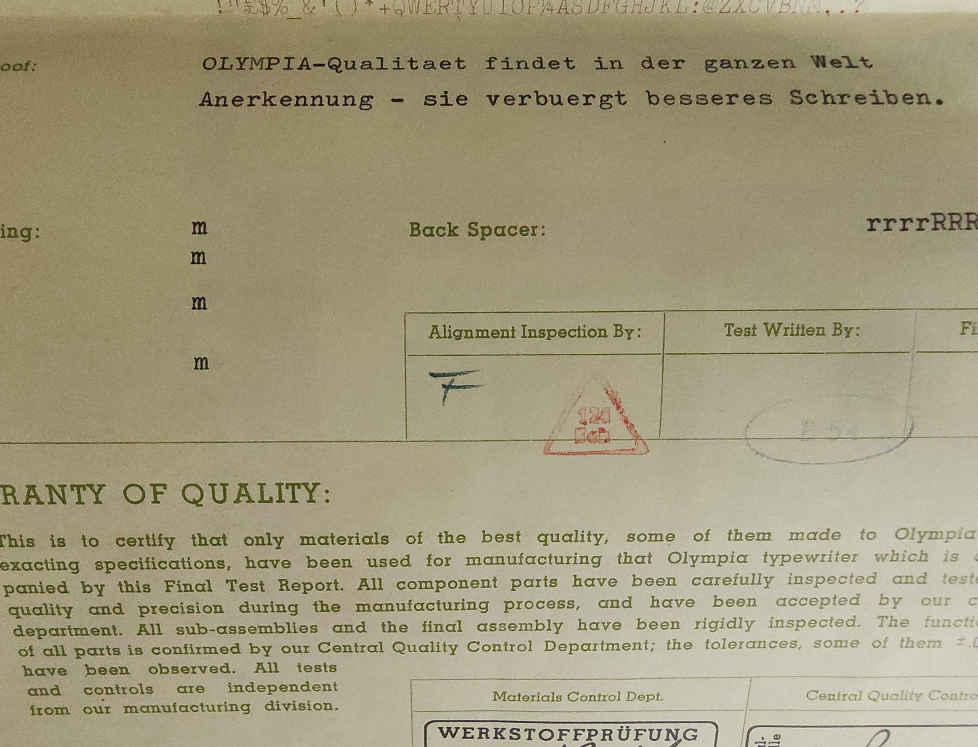 !"£$%_&'()*+QWERTYUIOP¼ASDFGHJKL:@ZXCVBNM,.?
oof:
OLYMPIA-Qualitaet findet in der ganzen Welt
Anerkennung - sie verbuergt besseres Schreiben.
ing:
m
Back Spacer:
rrrrRRR
m
m
m
Alignment Inspection By:
Test Written By:
Fi
F
124
Sch
E 54
RANTY OF QUALITY:
This is to certify that only materials of the best quality, some of them made to Olympia
exacting specifications, have been used for manufacturing that Olympia typewriter which is
panied by this Final Test Report. All component parts have been carefully inspected and test
quality and precision during the manufacturing process, and have been accepted by our c
department. All sub-assemblies and the final assembly have been rigidly inspected. The functi
of all parts is confirmed by our Central Quality Control Department; the tolerances, some of them
have been observed. All tests
and controls are independent
from our manufacturing division.
Materials Control Dept.
Central Quality Contro
WERKSTOFFPRÜFUNG